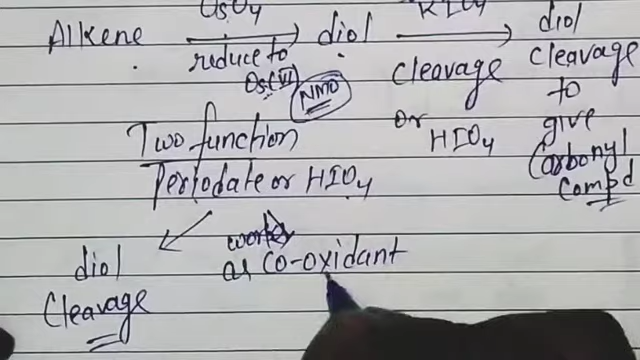 OsO4 KIO4 diol
Alkene reduce to diol Cleavage Cleavage
Os(VI) NMO or to
HIO4 give
Two function Carbonyl
Periodate or HIO4 Compd
diol works
Cleavage as Co-oxidant